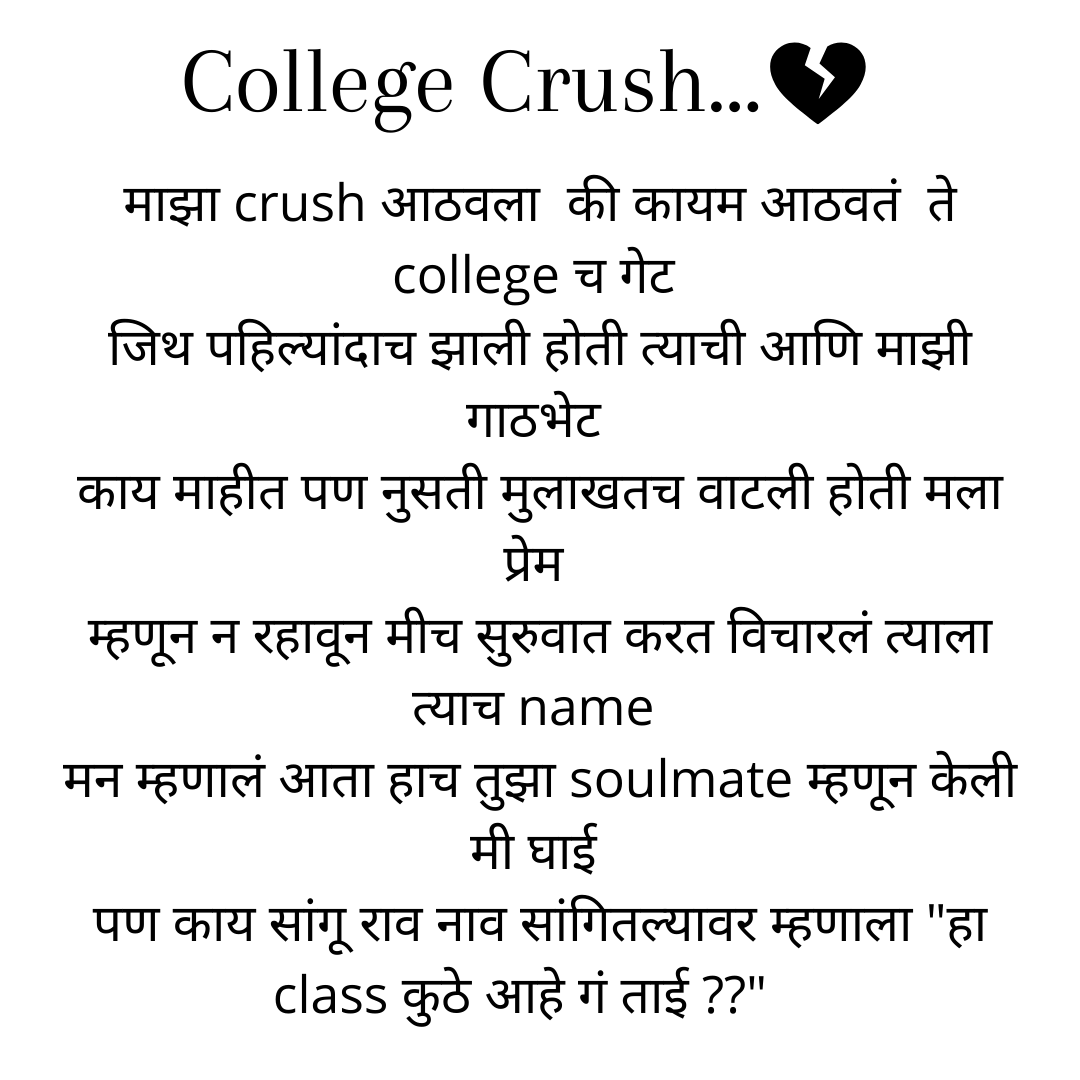 College Crush...💔
माझा crush आठवला की कायम आठवतं ते
college च गेट
जिथ पहिल्यांदाच झाली होती त्याची आणि माझी
गाठभेट
काय माहीत पण नुसती मुलाखतच वाटली होती मला
प्रेम
म्हणून न रहावून मीच सुरुवात करत विचारलं त्याला
त्याच name
मन म्हणालं आता हाच तुझा soulmate म्हणून केली
मी घाई
पण काय सांगू राव नाव सांगितल्यावर म्हणाला "हा
class कुठे आहे गं ताई ??"